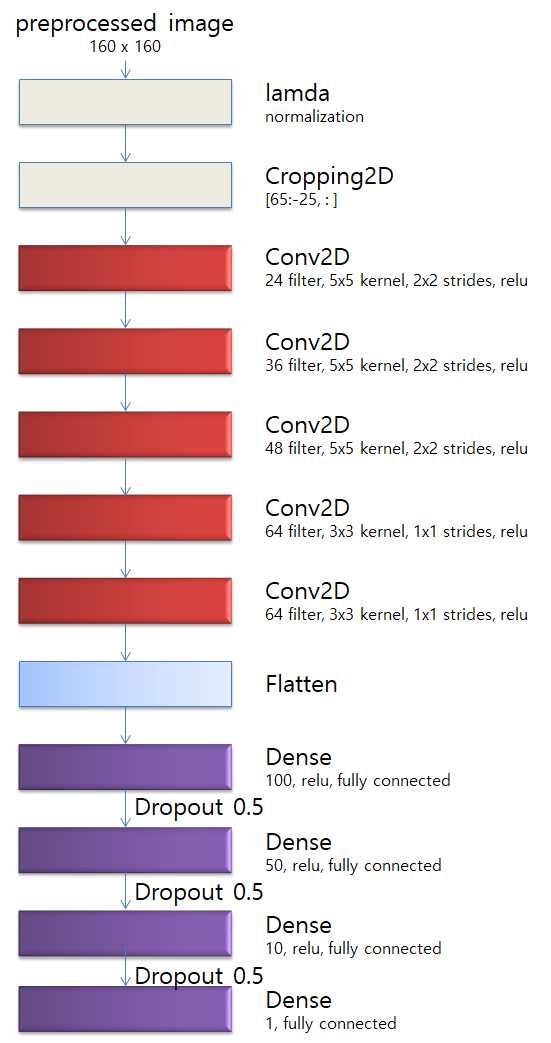 preprocessed image
160 x 160
lamda
normalization
Cropping2D
[65:-25, : ]
Conv2D
24 filter, 5x5 kernel, 2x2 strides, relu
Conv2D
36 filter, 5x5 kernel, 2x2 strides, relu
Conv2D
48 filter, 5x5 kernel, 2x2 strides, relu
Conv2D
64 filter, 3x3 kernel, 1x1 strides, relu
Conv2D
64 filter, 3x3 kernel, 1x1 strides, relu
Flatten
Dense
100, relu, fully connected
Dropout 0.5
Dense
50, relu, fully connected
Dropout 0.5
Dense
10, relu, fully connected
Dropout 0.5
Dense
1, fully connected